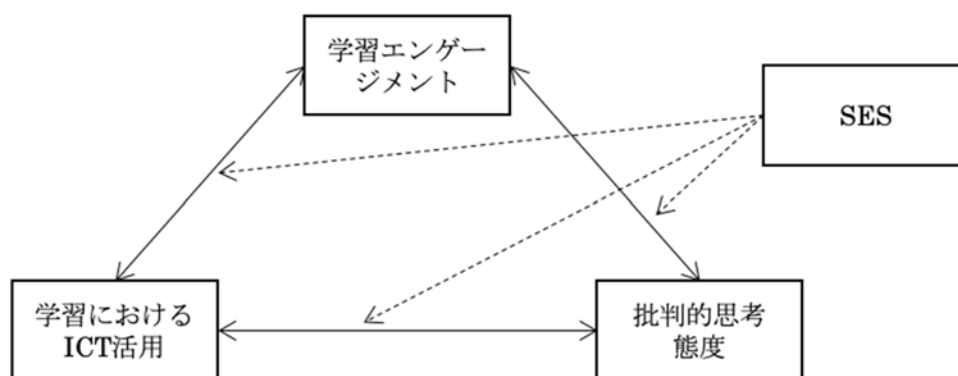 学習エンゲー
ジメント
SES
学習における
ICT活用
批判的思考
態度